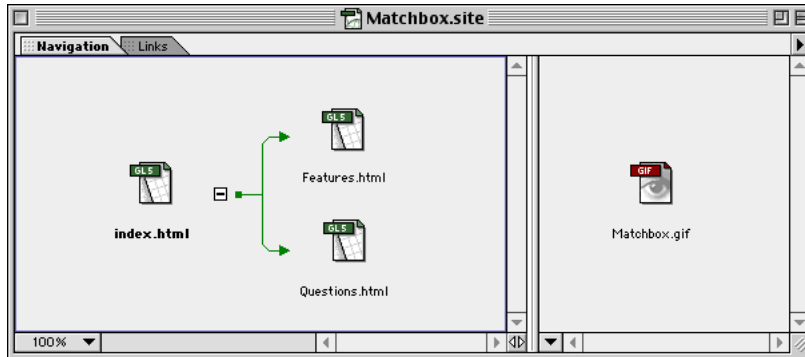 Matchbox.site
Navigation Links
GL5
Features.html
GL5
index.html
GL5
Questions.html
GIF
Matchbox.gif
100%